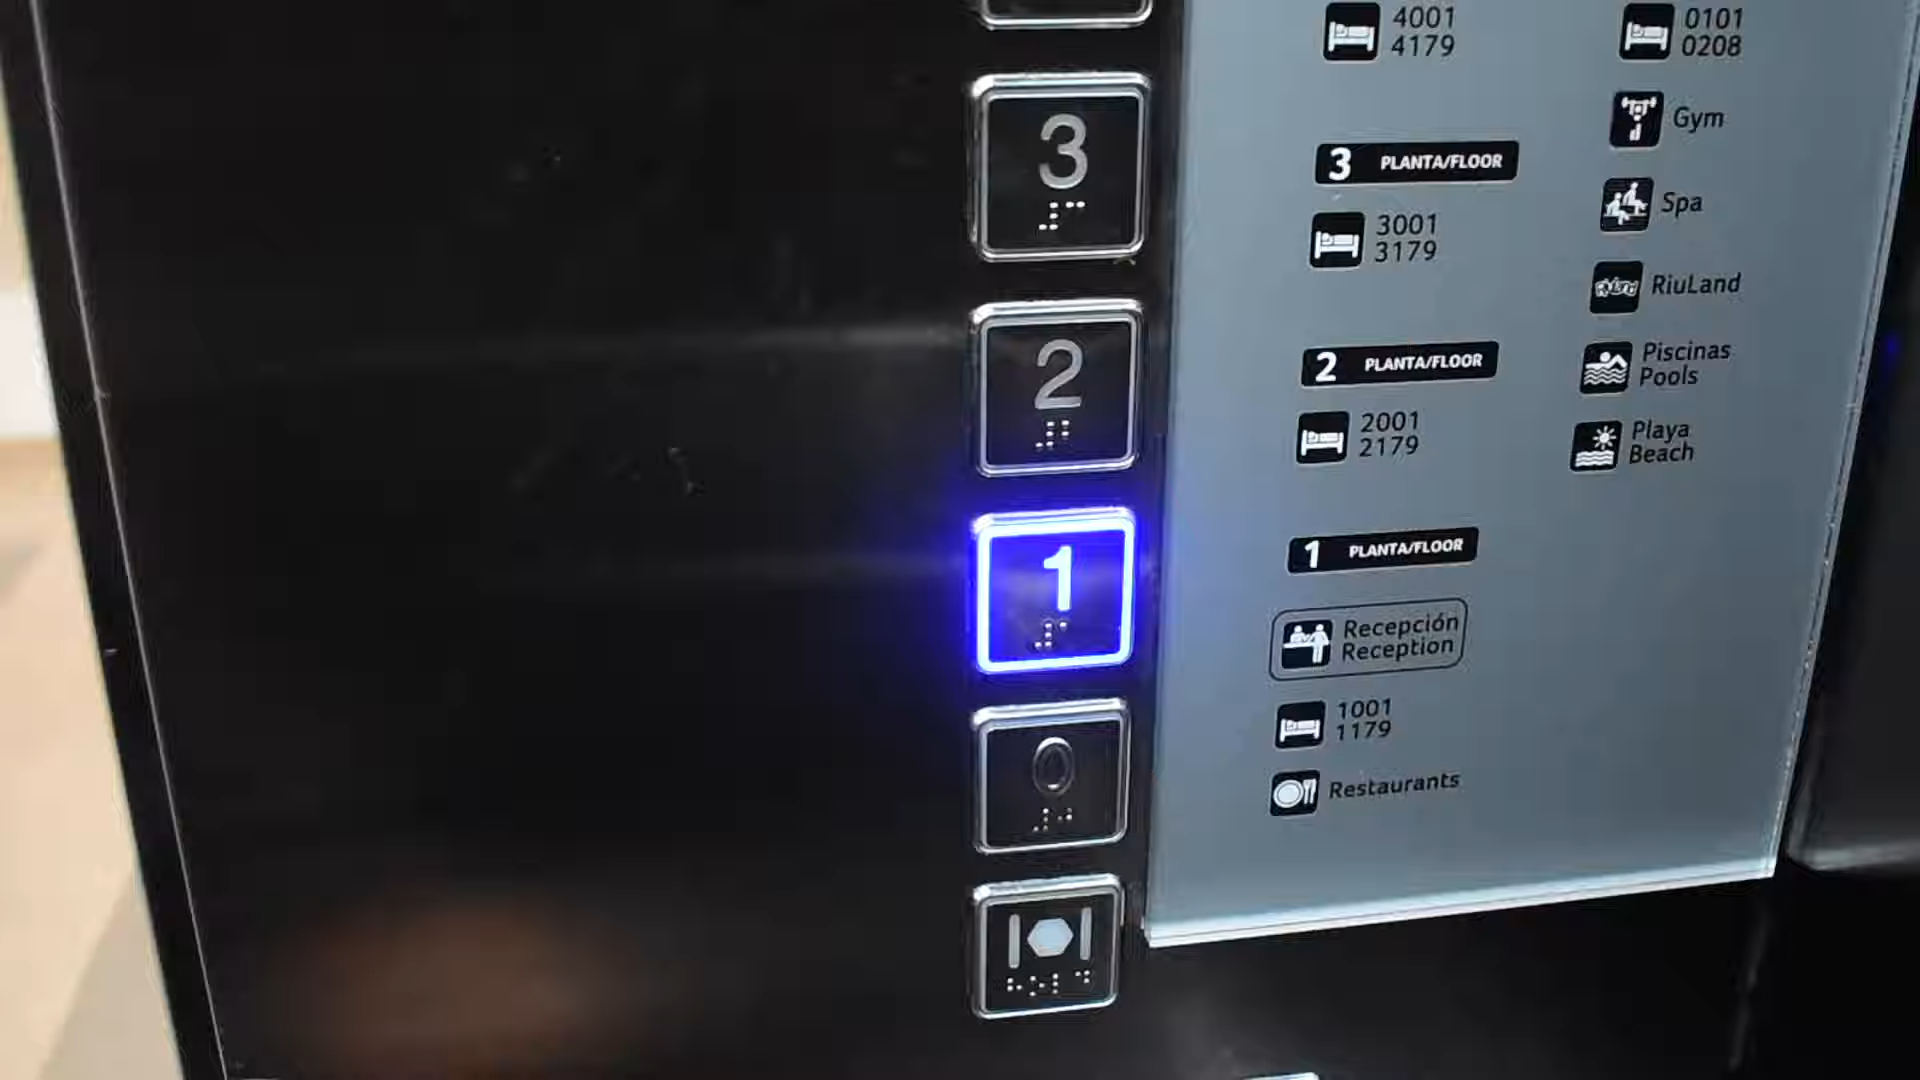 3
2
1
0
4001
4179
3 PLANTA/FLOOR
3001
3179
2 PLANTA/FLOOR
2001
2179
1 PLANTA/FLOOR
Recepción
Reception
1001
1179
Restaurants
0101
0208
Gym
Spa
RiuLand
Piscinas
Pools
Playa
Beach